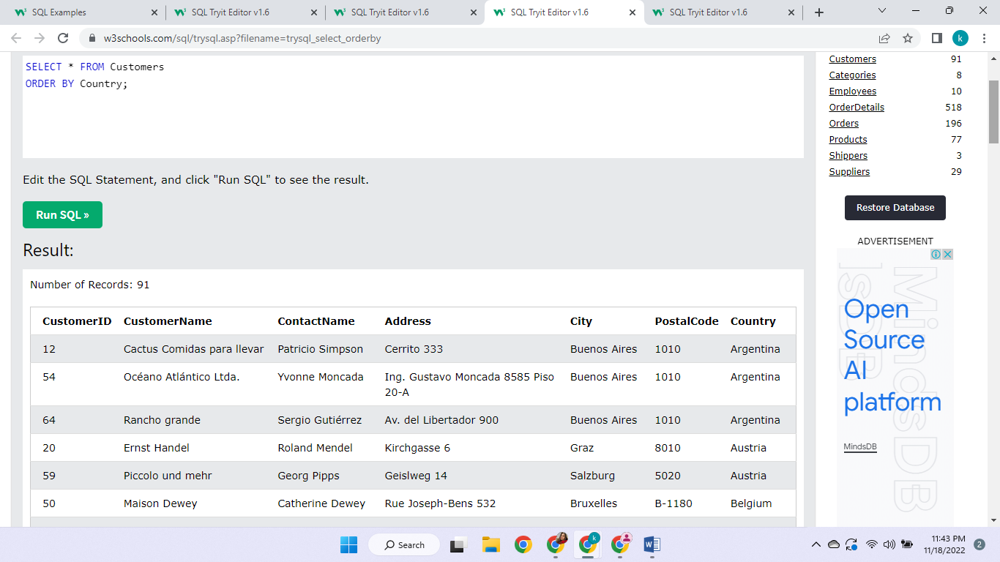 SQL Examples
SQL Tryit Editor v1.6
SQL Tryit Editor v1.6
SQL Tryit Editor v1.6
SQL Tryit Editor v1.6
w3schools.com/sql/trysql.asp?filename=trysql_select_orderby
k
SELECT * FROM Customers
ORDER BY Country;
Edit the SQL Statement, and click "Run SQL" to see the result.
Run SQL »
Result:
Number of Records: 91
CustomerID CustomerName ContactName Address City PostalCode Country
12 Cactus Comidas para llevar Patricio Simpson Cerrito 333 Buenos Aires 1010 Argentina
54 Océano Atlántico Ltda. Yvonne Moncada Ing. Gustavo Moncada 8585 Piso 20-A Buenos Aires 1010 Argentina
64 Rancho grande Sergio Gutiérrez Av. del Libertador 900 Buenos Aires 1010 Argentina
20 Ernst Handel Roland Mendel Kirchgasse 6 Graz 8010 Austria
59 Piccolo und mehr Georg Pipps Geislweg 14 Salzburg 5020 Austria
50 Maison Dewey Catherine Dewey Rue Joseph-Bens 532 Bruxelles B-1180 Belgium
Customers 91
Categories 8
Employees 10
OrderDetails 518
Orders 196
Products 77
Shippers 3
Suppliers 29
Restore Database
ADVERTISEMENT
MindsDB
MindsDB
Open
Source
AI
platform
MindsDB
Search
k
11:43 PM
11/18/2022
2